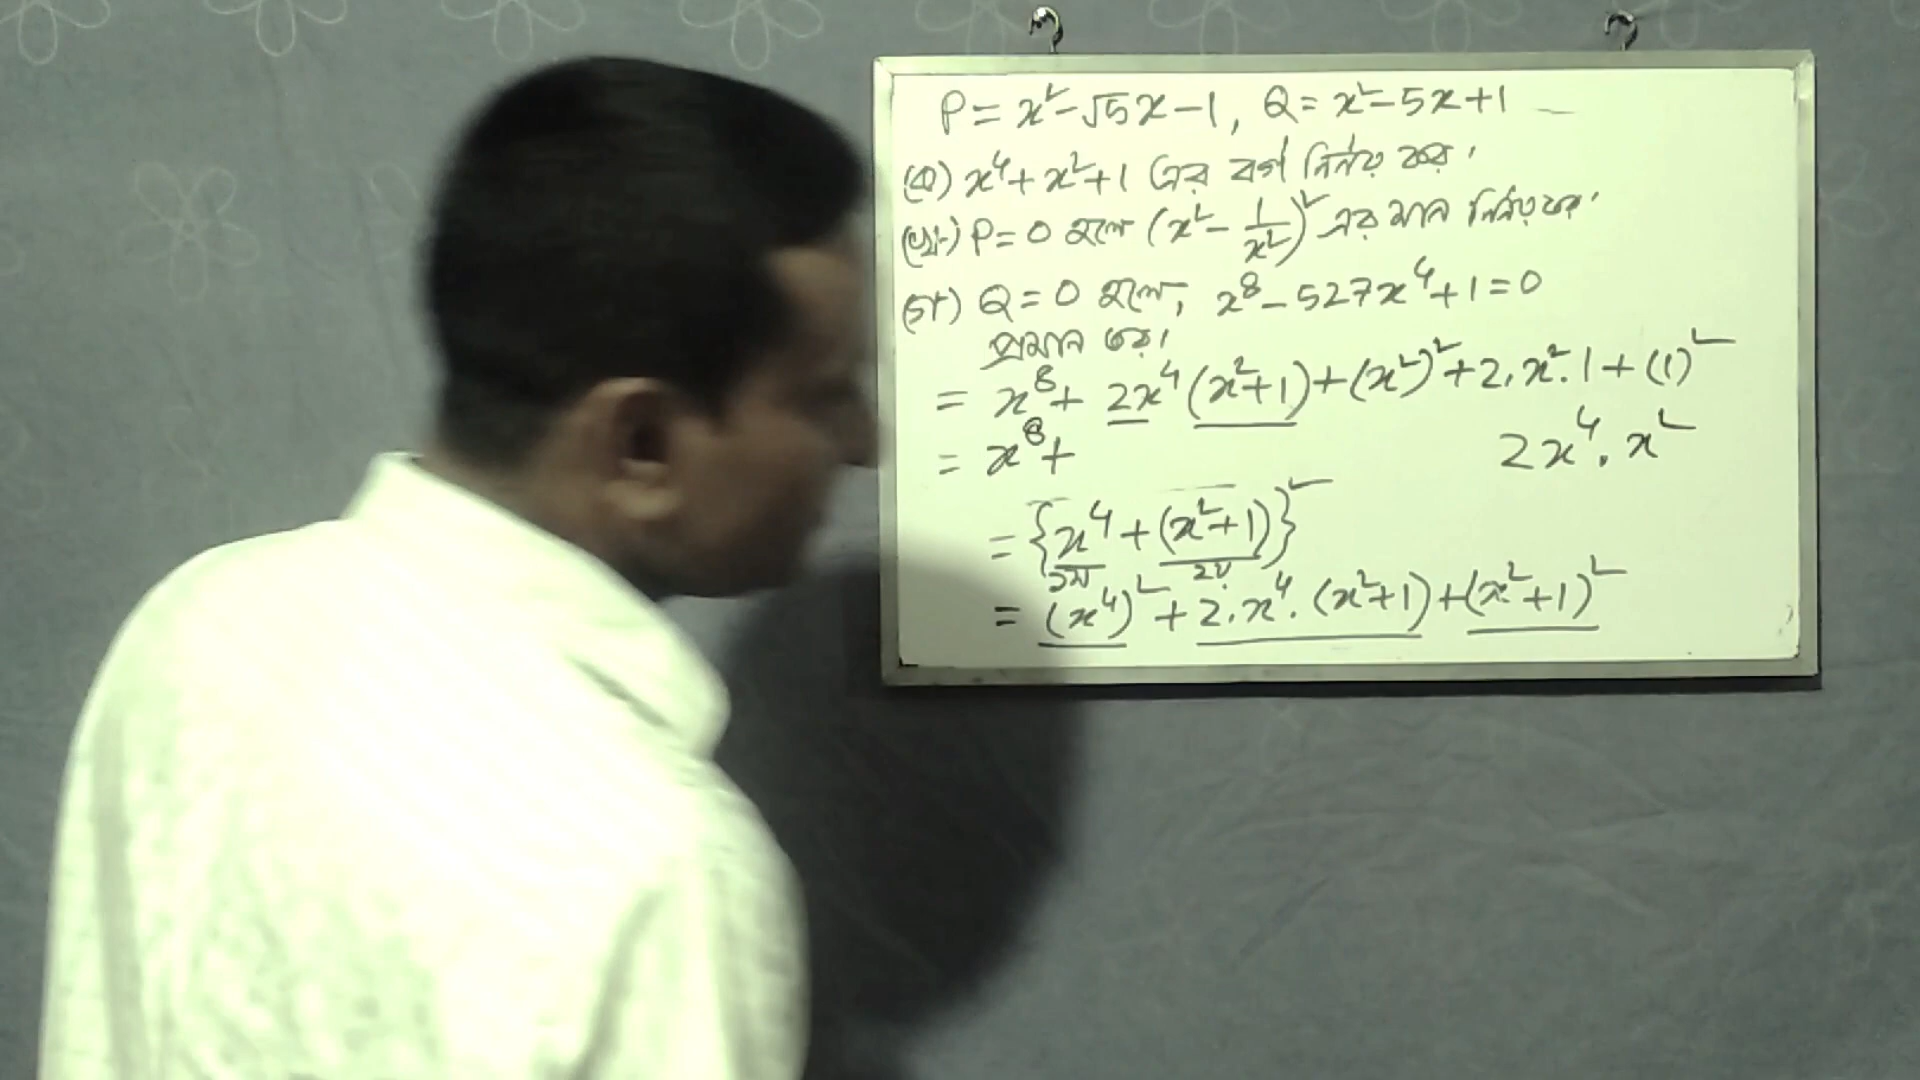 P = x² - √5x - 1, Q = x² - 5x + 1
(ক) x⁴ + x² + 1 এর বর্গ নির্ণয় কর।
(খ) P = 0 হলে (x² - 1/x²)² এর মান নির্ণয় কর।
(গ) Q = 0 হলে, x⁸ - 527x⁴ + 1 = 0
প্রমান কর।
= x⁸ + 2x⁴ (x² + 1) + (x²)² + 2.x².1 + (1)²
= x⁸ + 2x⁴.x²
= {x⁴ + (x² + 1)}²
১ম ২য়
= (x⁴)² + 2.x⁴.(x² + 1) + (x² + 1)²